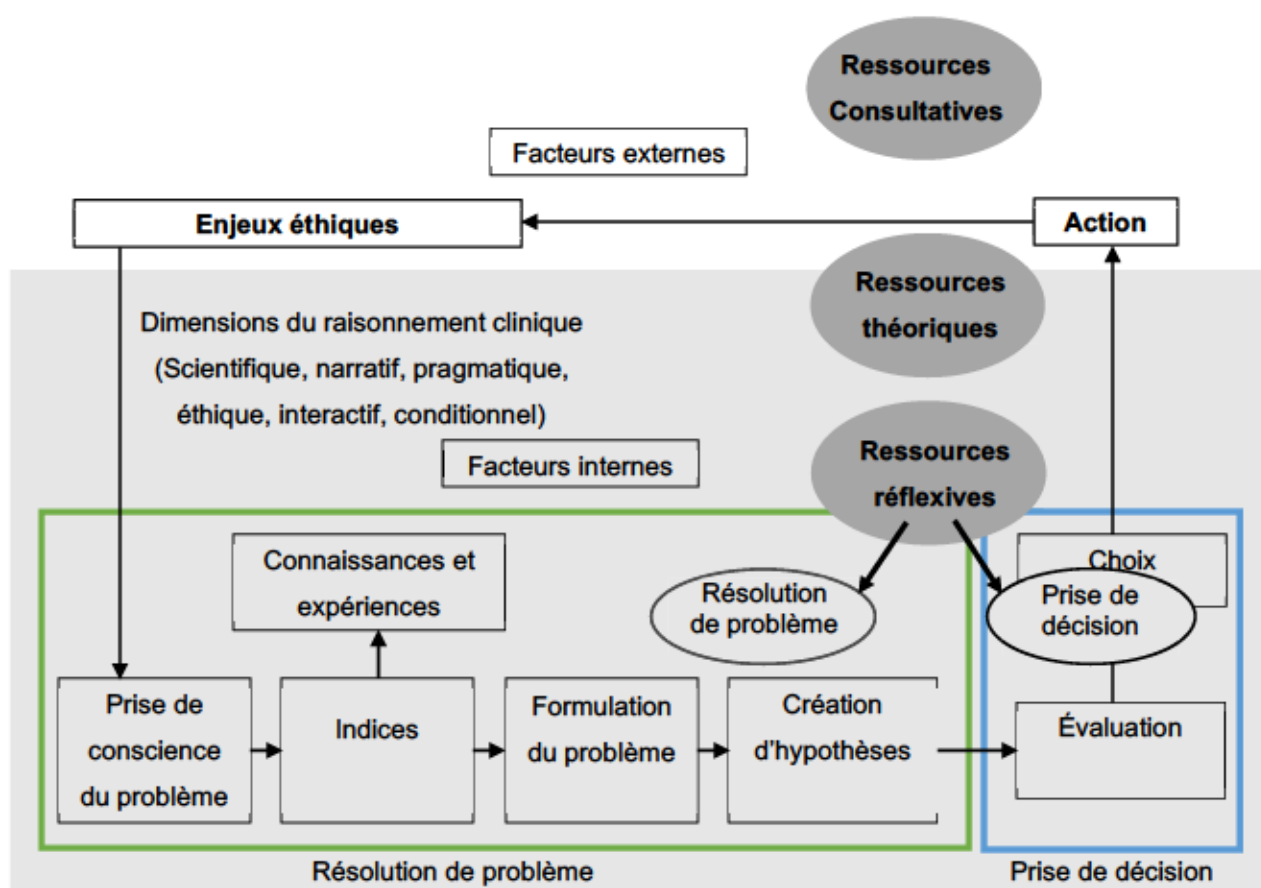 Ressources
Consultatives
Facteurs externes
Enjeux éthiques
Action
Ressources
théoriques
Dimensions du raisonnement clinique
(Scientifique, narratif, pragmatique,
éthique, interactif, conditionnel)
Facteurs internes
Ressources
réflexives
Connaissances et
expériences
Résolution
de problème
Choix
Prise de
décision
Prise de
conscience
du problème
Indices
Formulation
du problème
Création
d'hypothèses
Évaluation
Résolution de problème
Prise de décision